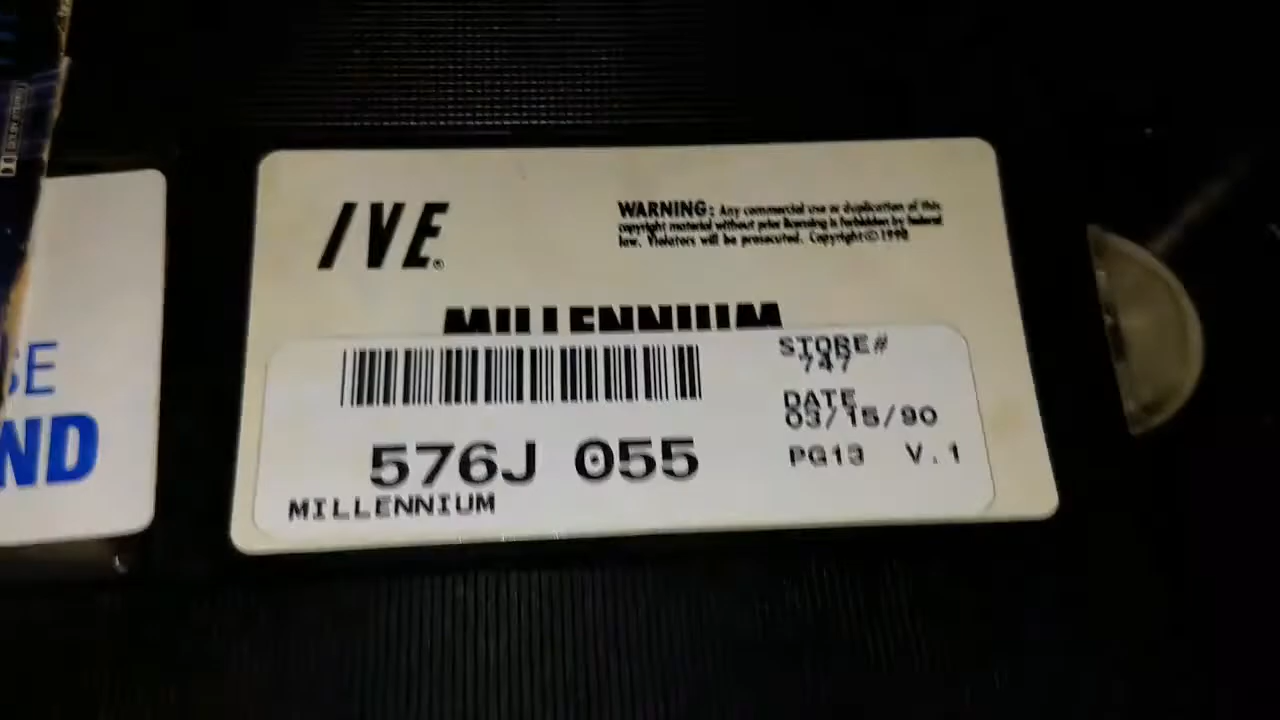 IVE®
WARNING: Any commercial use or duplication of this
copyright material without prior licensing is forbidden by federal
law. Violators will be prosecuted. Copyright © 1990
MILLENNIUM
STORE#
747
DATE
03/15/90
576J 055
PG13 V.1
MILLENNIUM
SE
ND